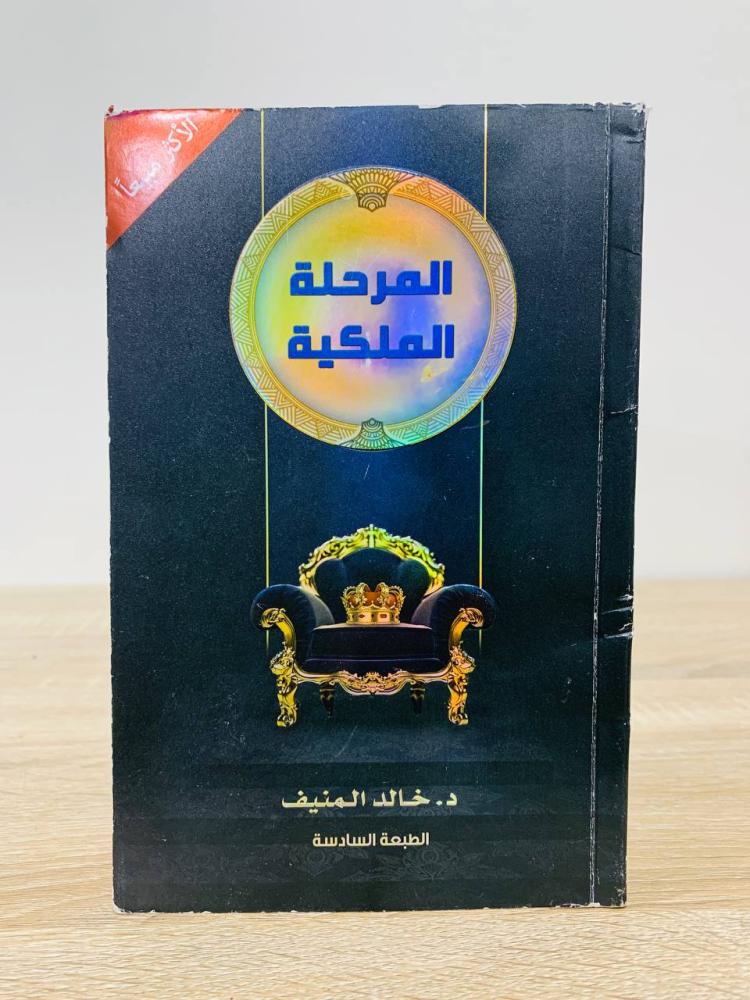 الأكثر مبيعاً
المرحلة
الملكية
د. خالد المنيف
الطبعة السادسة